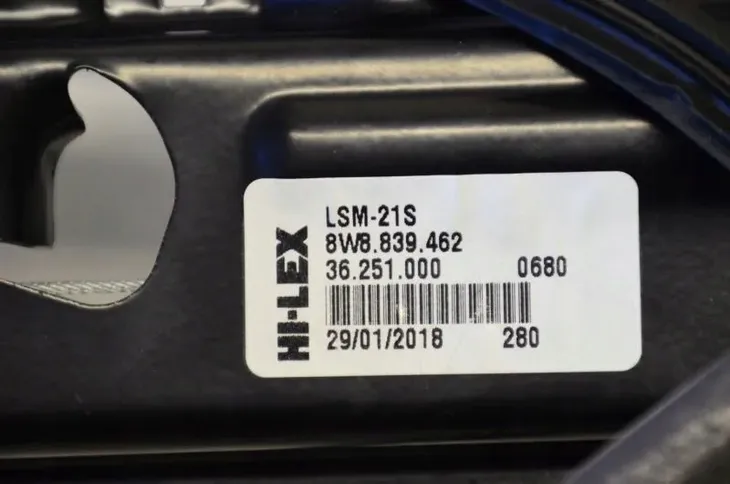 HI-LEX
LSM-21S
8W8.839.462
36.251.000 0680
29/01/2018 280